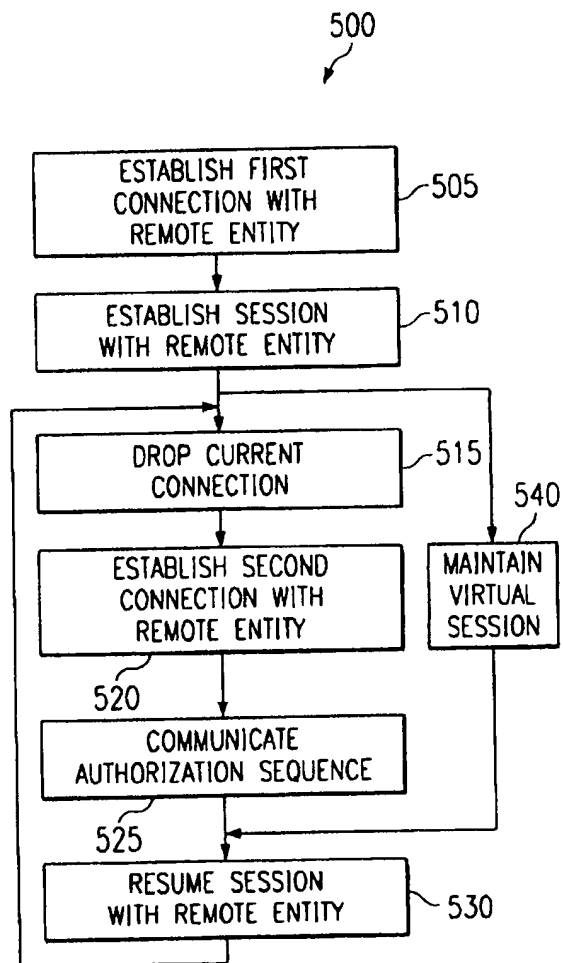 500
ESTABLISH FIRST
CONNECTION WITH
REMOTE ENTITY
505
ESTABLISH SESSION
WITH REMOTE ENTITY
510
DROP CURRENT
CONNECTION
515
540
ESTABLISH SECOND
CONNECTION WITH
REMOTE ENTITY
520
MAINTAIN
VIRTUAL
SESSION
COMMUNICATE
AUTHORIZATION SEQUENCE
525
RESUME SESSION
WITH REMOTE ENTITY
530